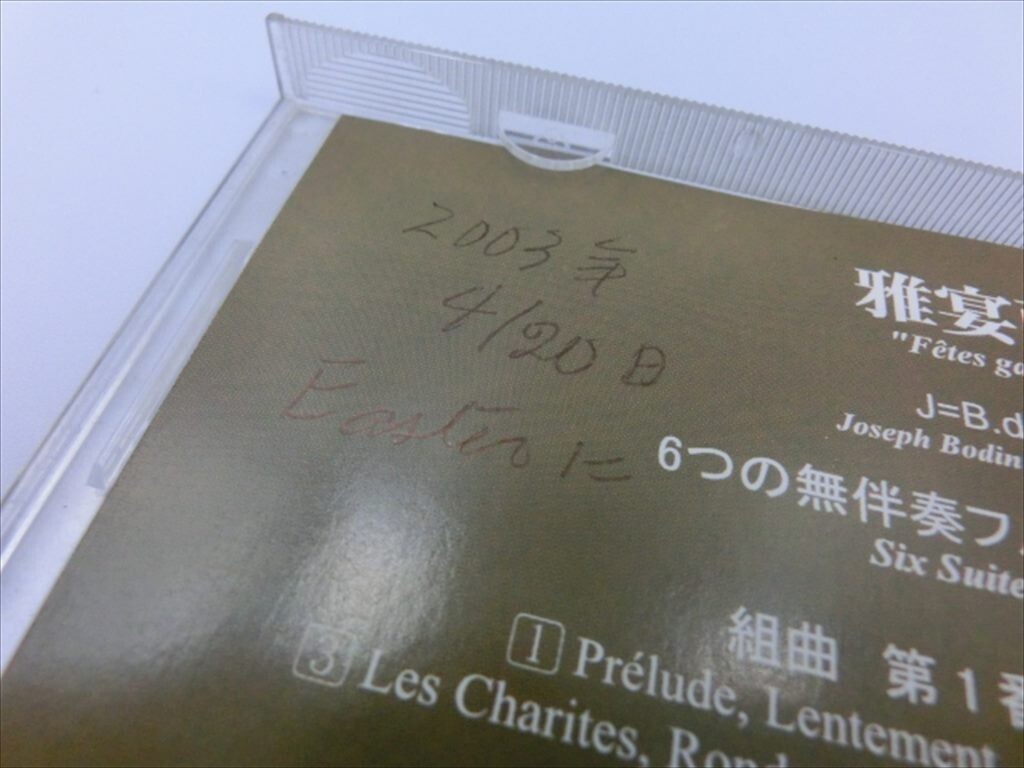 2003年
4/20日
Easterに
雅宴
"Fêtes ga
J=B.d
Joseph Bodin
6つの無伴奏フ
Six Suite
組曲 第1番
1 Prélude, Lentement
3 Les Charites, Rond